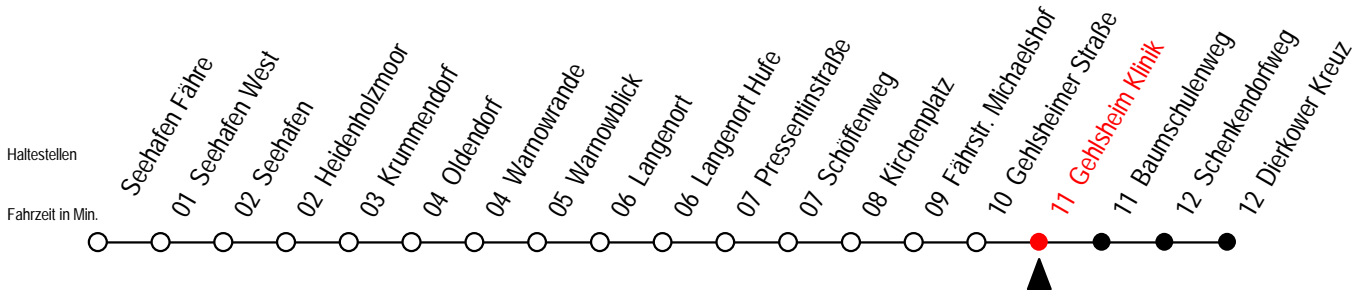 Haltestellen
Fahrzeit in Min.
Seehafen Fähre
01 Seehafen West
02 Seehafen
02 Heidenholzmoor
03 Krummendorf
04 Oldendorf
04 Warnowrande
05 Warnowblick
06 Langenort
06 Langenort Hufe
07 Pressentinstraße
07 Schöffenweg
08 Kirchenplatz
09 Fährstr. Michaelshof
10 Gehlsheimer Straße
11 Gehlsheim Klinik
11 Baumschulenweg
12 Schenkendorfweg
12 Dierkower Kreuz